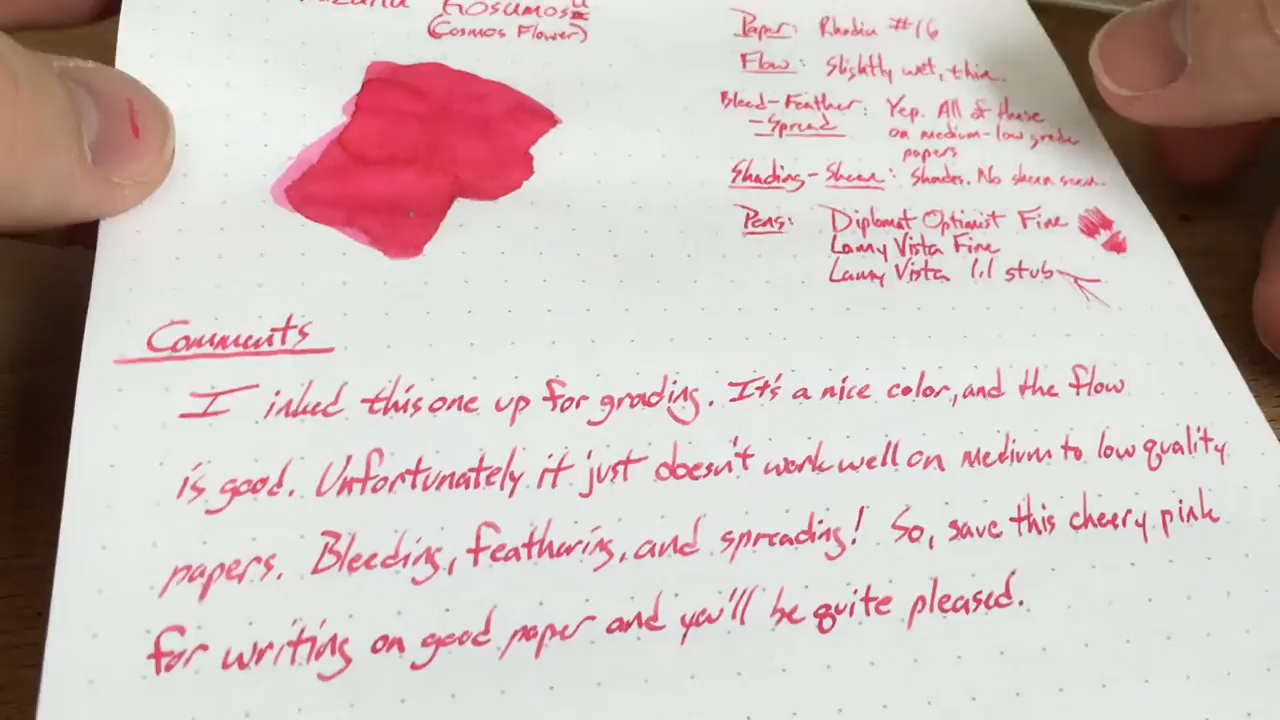 Kosumosu
(Cosmos Flower)
Paper: Rhodia #16
Flow: Slightly wet, thin.
Bleed-Feather: Yep. All of these
-Spread on medium-low grade
papers
Shading-Sheen: Shades. No sheen seen.
Pens: Diplomat Optimist Fine
Lamy Vista Fine
Lamy Vista 1.1 stub
Comments
I inked this one up for grading. It's a nice color, and the flow
is good. Unfortunately it just doesn't work well on medium to low quality
papers. Bleeding, feathering, and spreading! So, save this cheery pink
for writing on good paper and you'll be quite pleased.